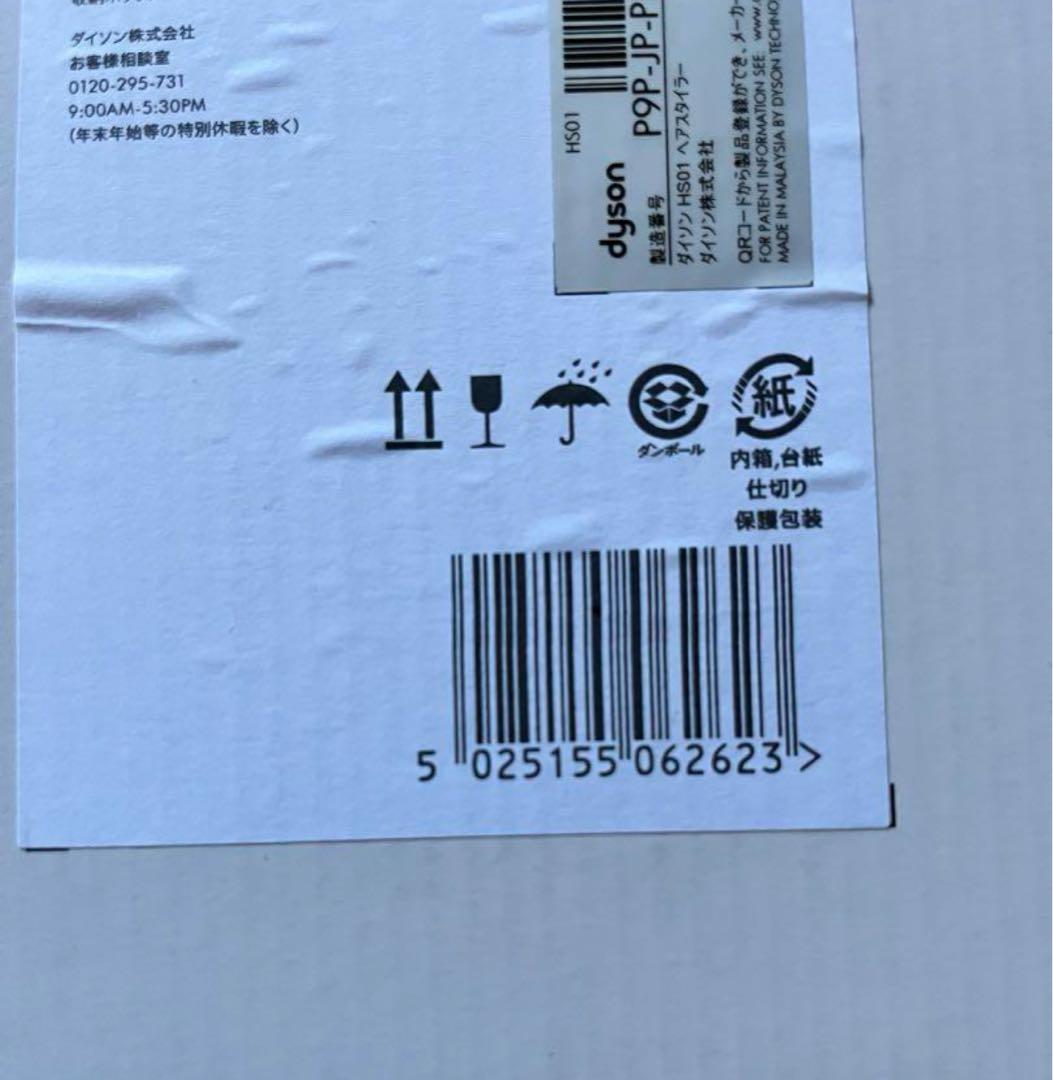 ダイソン株式会社
お客様相談室
0120-295-731
9:00AM-5:30PM
(年末年始等の特別休暇を除く)
HS01
dyson
製造番号 P9P-JP-P
ダイソン HS01 ヘアスタイラー
ダイソン株式会社
QRコードから製品登録ができ、メーカー
FOR PATENT INFORMATION SEE: www.
MADE IN MALAYSIA BY DYSON TECHNO
紙
ダンボール
内箱,台紙
仕切り
保護包装
5 025155 062623 >